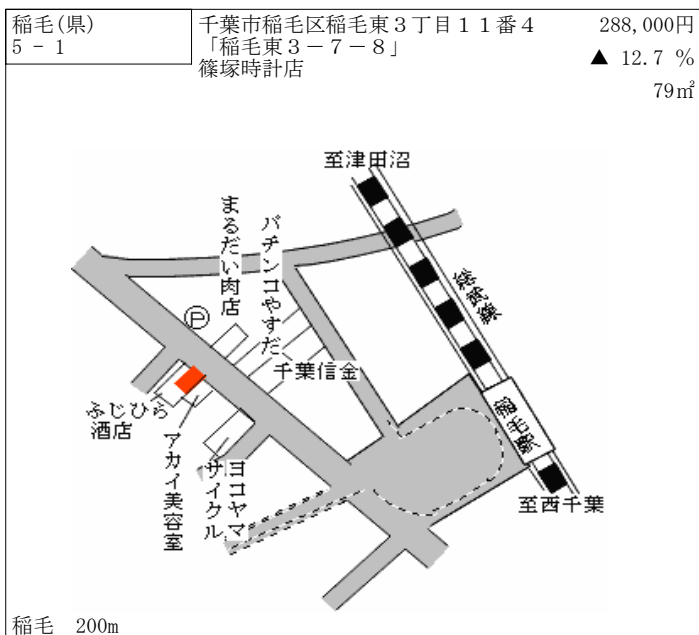 稲毛(県)
5 - 1
千葉市稲毛区稲毛東3丁目11番4
「稲毛東3-7-8」
篠塚時計店
288,000円
▲ 12.7 %
79㎡
至津田沼
まるだい肉店
パチンコやすだ
総武線
Ⓟ
千葉信金
稲毛駅
ふじひら
酒店
アカイ美容室
ヨコヤマ
サイクル
至西千葉
稲毛 200m